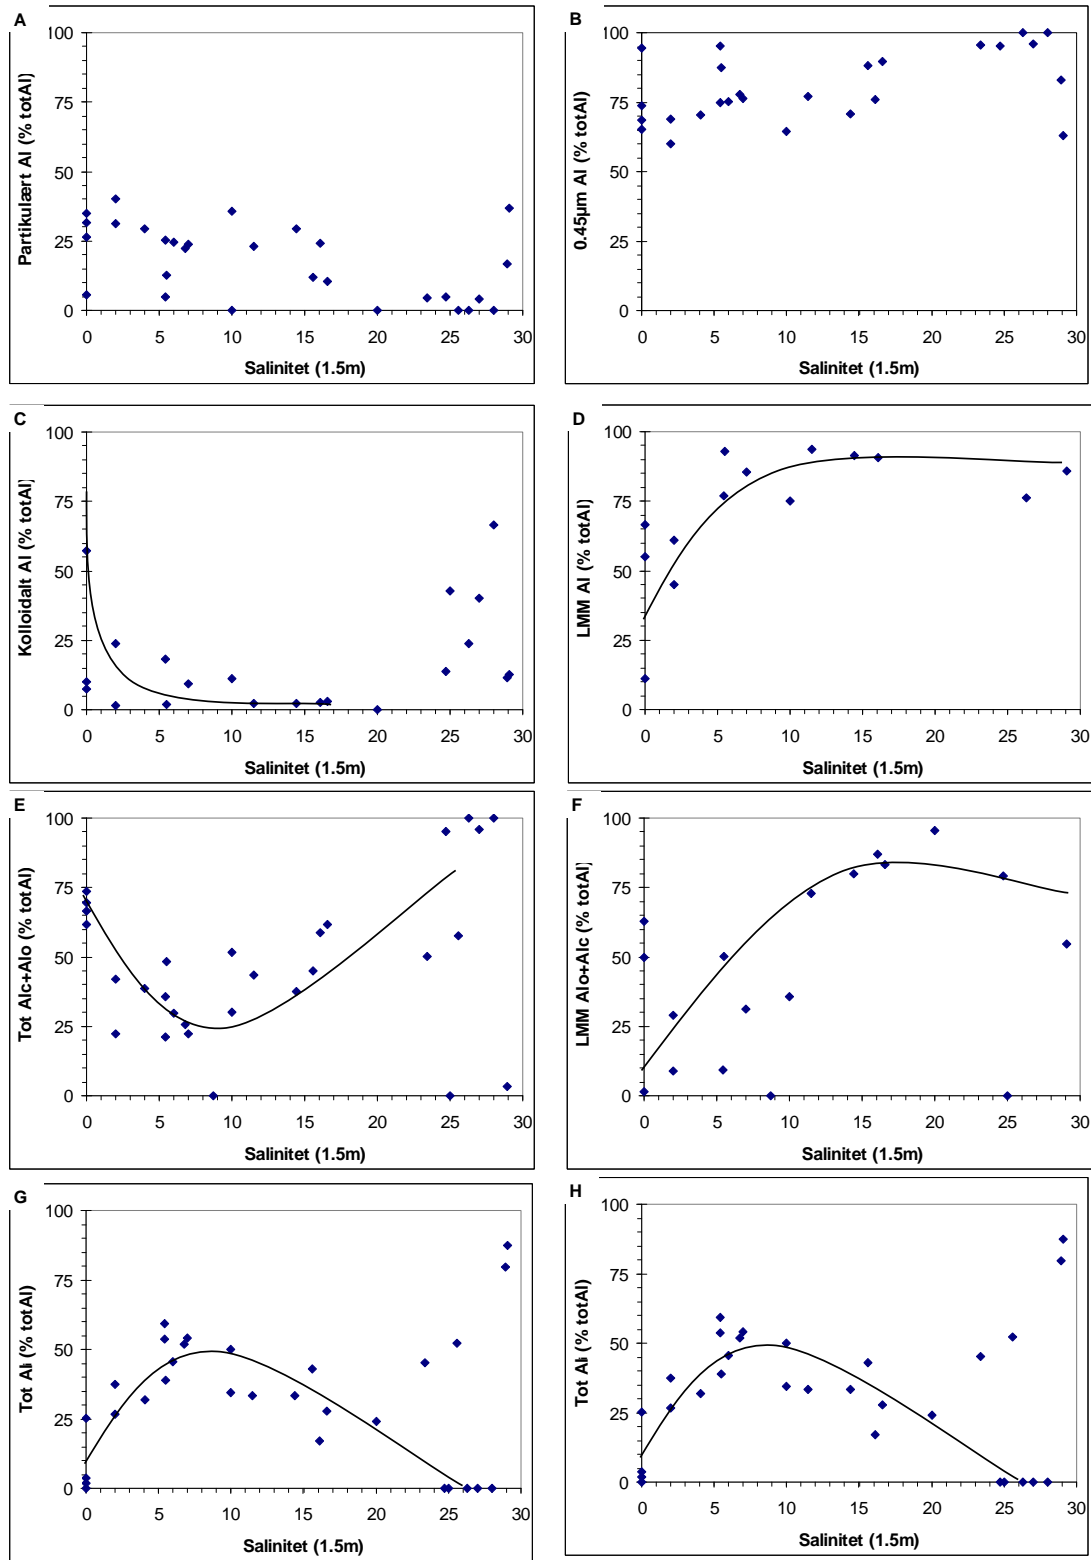 A
Partikulært Al (% totAl)
100
75
50
25
0
0 5 10 15 20 25 30
Salinitet (1.5m)
B
0.45µm Al (% totAl)
100
75
50
25
0
0 5 10 15 20 25 30
Salinitet (1.5m)
C
Kolloidalt Al (% totAl)
100
75
50
25
0
0 5 10 15 20 25 30
Salinitet (1.5m)
D
LMM Al (% totAl)
100
75
50
25
0
0 5 10 15 20 25 30
Salinitet (1.5m)
E
Tot Alc+Alo (% totAl)
100
75
50
25
0
0 5 10 15 20 25 30
Salinitet (1.5m)
F
LMM Alo+Alc (% totAl)
100
75
50
25
0
0 5 10 15 20 25 30
Salinitet (1.5m)
G
Tot Ali (% totAl)
100
75
50
25
0
0 5 10 15 20 25 30
Salinitet (1.5m)
H
Tot Ali (% totAl)
100
75
50
25
0
0 5 10 15 20 25 30
Salinitet (1.5m)